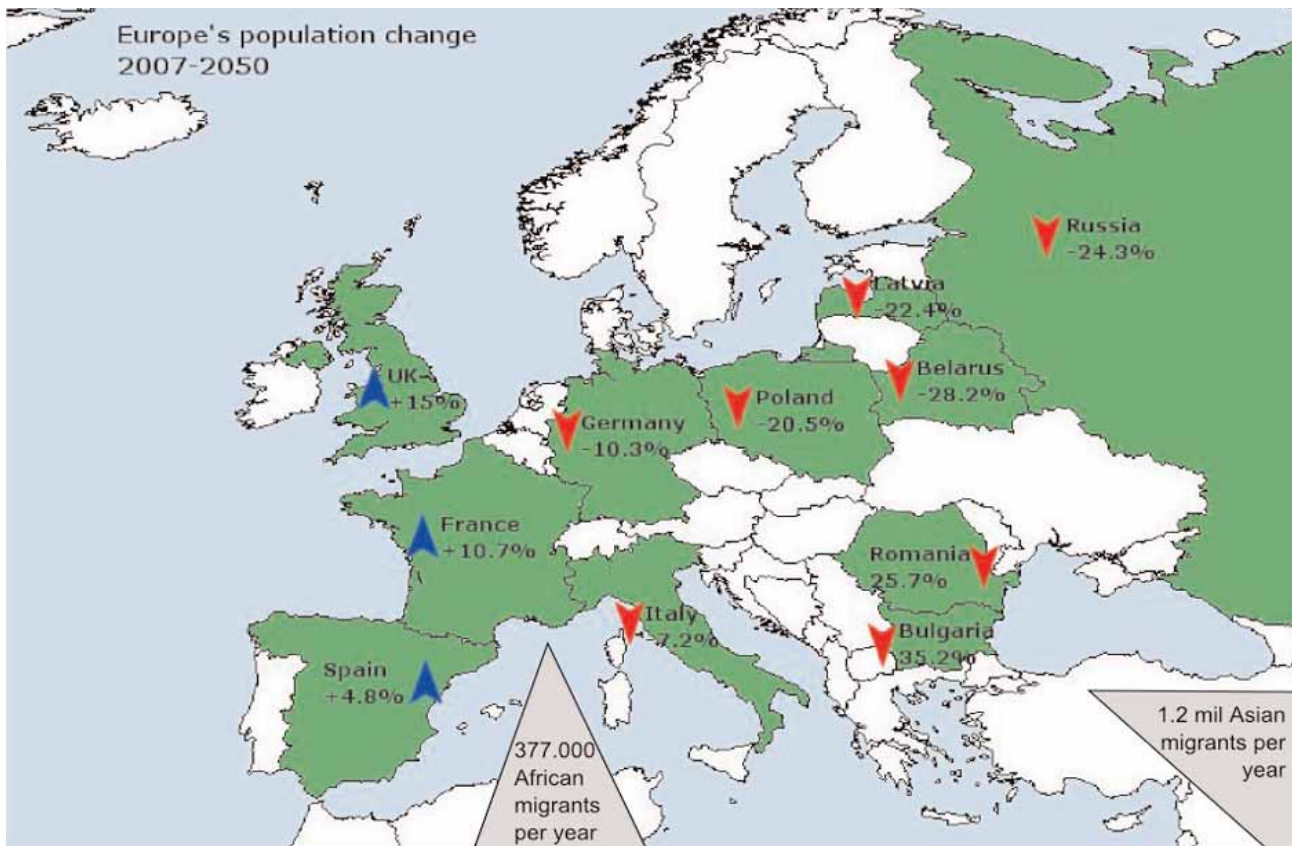 Europe's population change
2007-2050
Russia
-24.3%
Latvia
-22.4%
Belarus
-28.2%
UK
+15%
Poland
-20.5%
Germany
-10.3%
France
+10.7%
Romania
25.7%
Italy
-7.2%
Bulgaria
35.2%
Spain
+4.8%
377.000
African
migrants
per year
1.2 mil Asian
migrants per
year